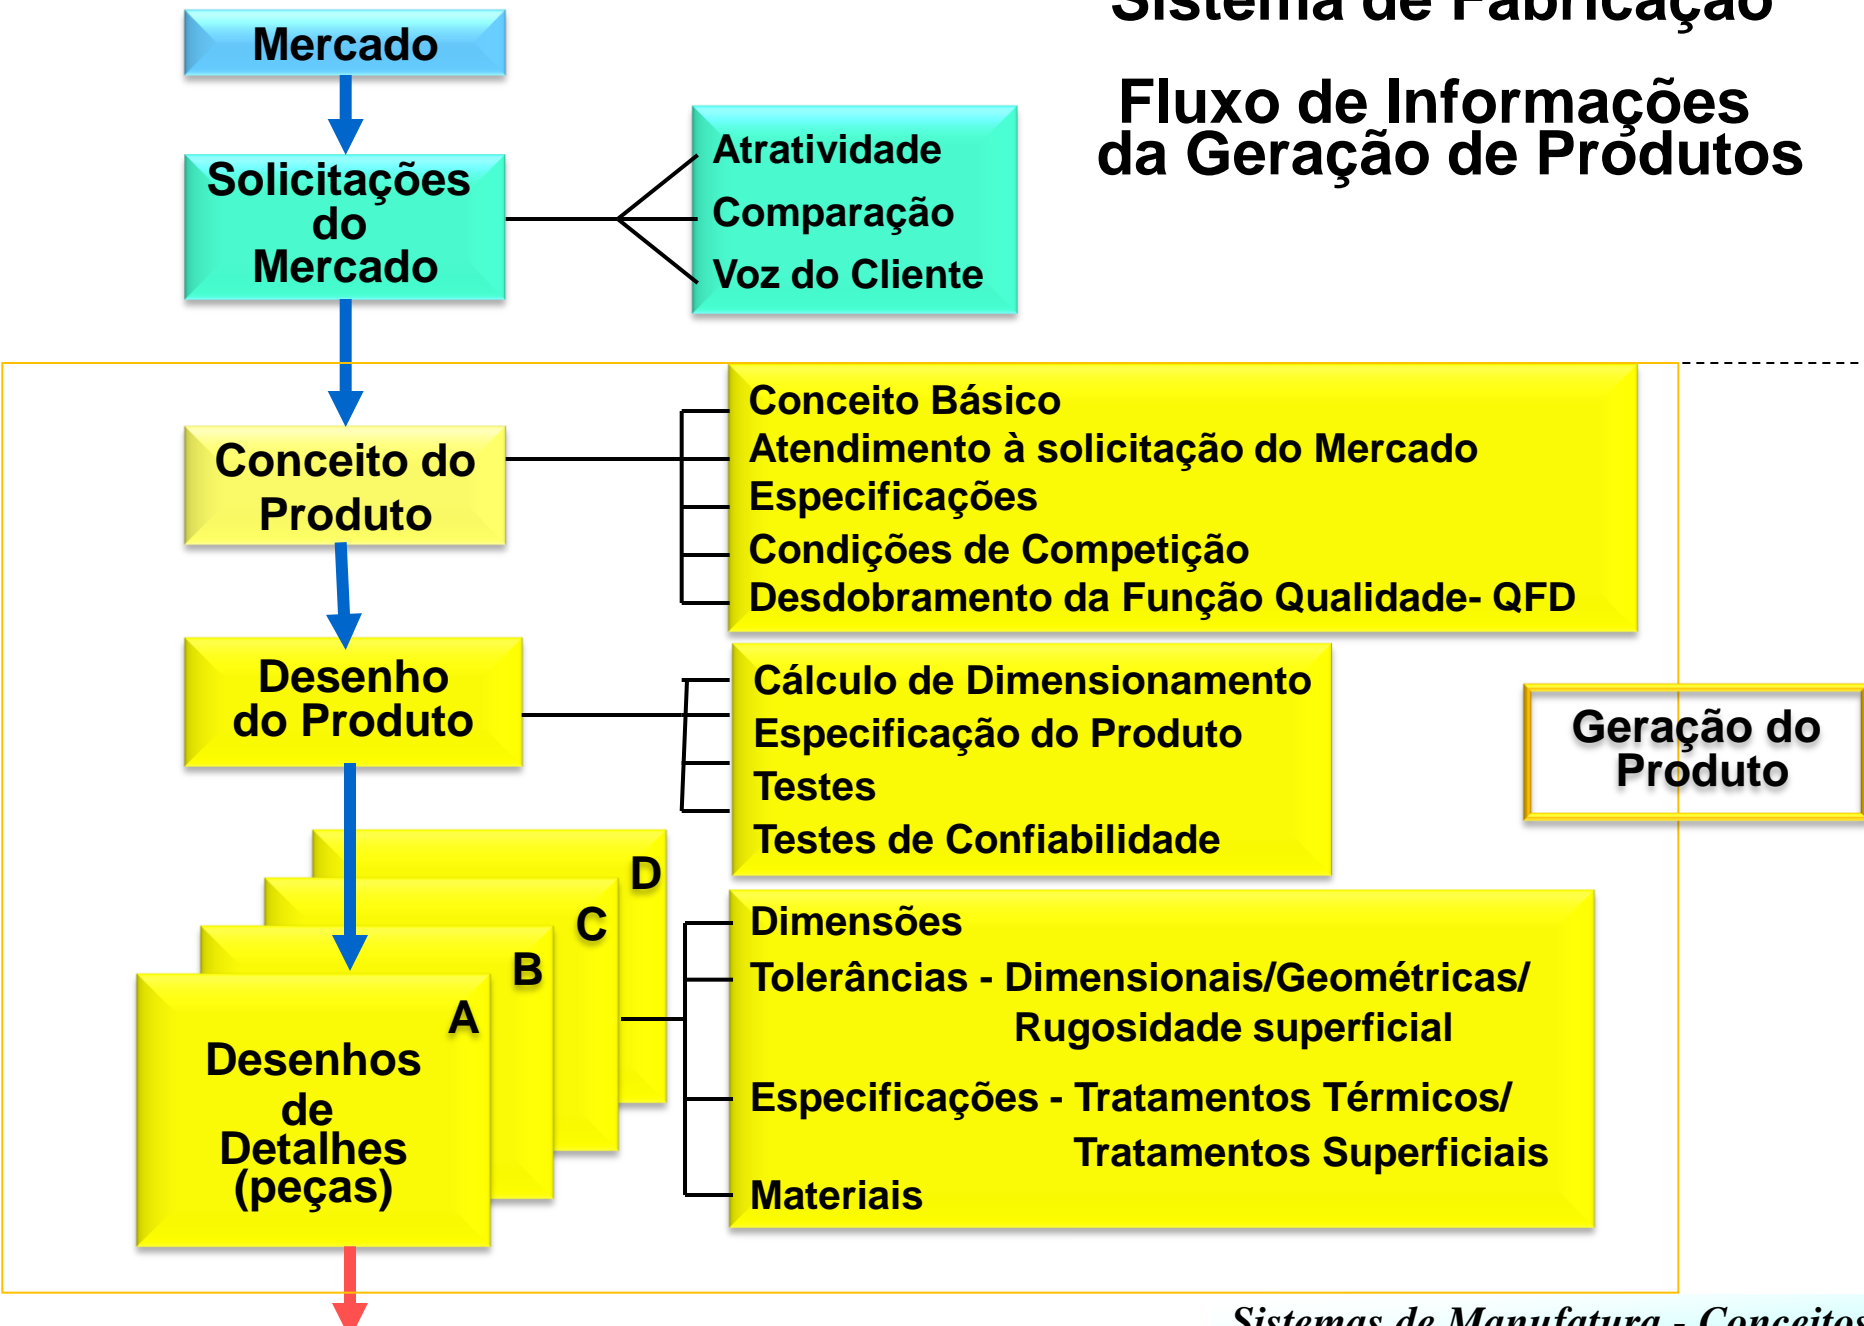 Sistema de Fabricação
Fluxo de Informações
da Geração de Produtos
Mercado
Solicitações
do
Mercado
Atratividade
Comparação
Voz do Cliente
Conceito do
Produto
Conceito Básico
Atendimento à solicitação do Mercado
Especificações
Condições de Competição
Desdobramento da Função Qualidade- QFD
Desenho
do Produto
Cálculo de Dimensionamento
Especificação do Produto
Testes
Testes de Confiabilidade
Geração do
Produto
D
C
B
A
Desenhos
de
Detalhes
(peças)
Dimensões
Tolerâncias - Dimensionais/Geométricas/
Rugosidade superficial
Especificações - Tratamentos Térmicos/
Tratamentos Superficiais
Materiais
Sistemas de Manufatura - Conceitos